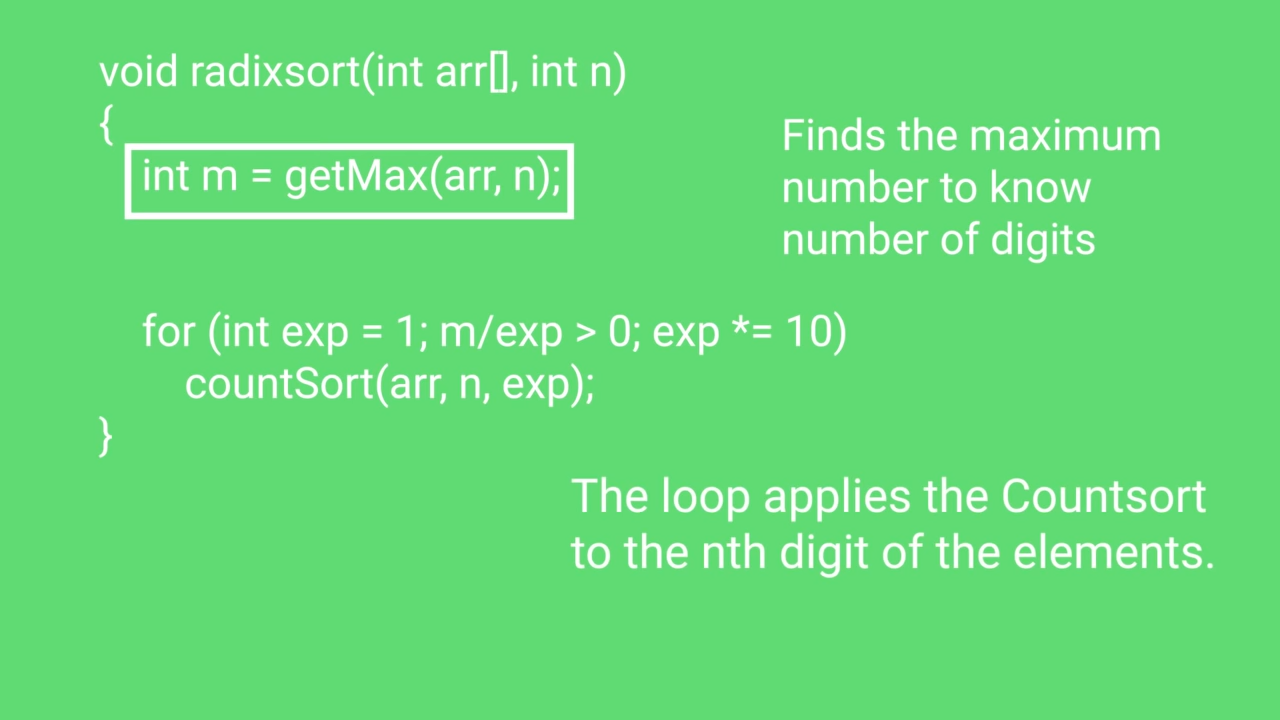 void radixsort(int arr[], int n)
{
int m = getMax(arr, n);
Finds the maximum
number to know
number of digits
for (int exp = 1; m/exp > 0; exp *= 10)
countSort(arr, n, exp);
}
The loop applies the Countsort
to the nth digit of the elements.